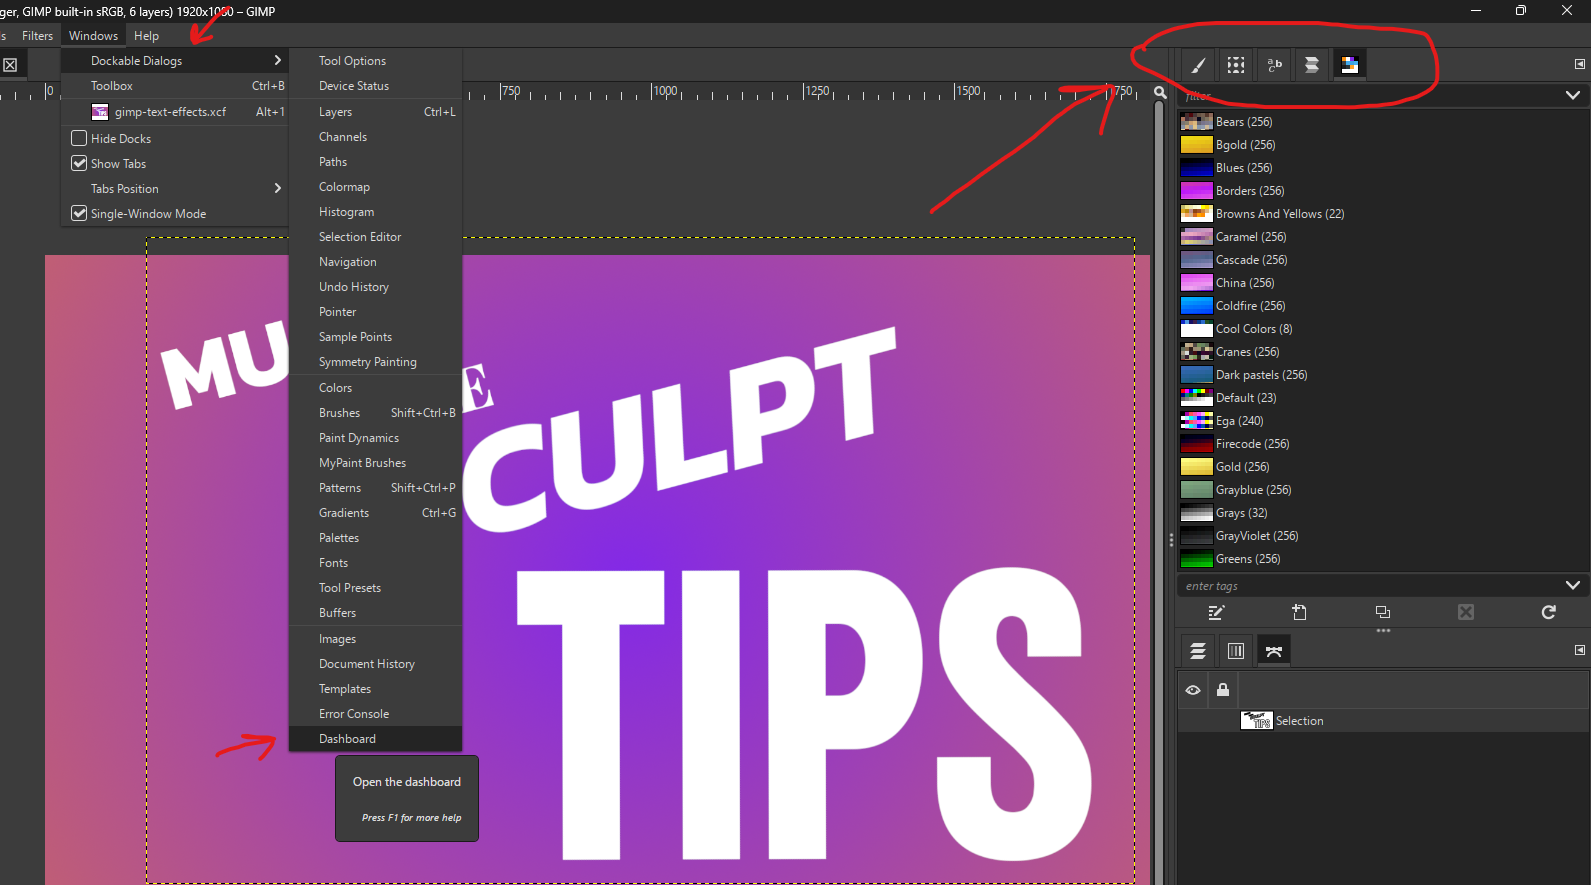 ger, GIMP built-in sRGB, 6 layers) 1920x1080 – GIMP
s Filters Windows Help
Dockable Dialogs
Toolbox Ctrl+B
gimp-text-effects.xcf Alt+1
Hide Docks
Show Tabs
Tabs Position
Single-Window Mode
Tool Options
Device Status
Layers Ctrl+L
Channels
Paths
Colormap
Histogram
Selection Editor
Navigation
Undo History
Pointer
Sample Points
Symmetry Painting
Colors
Brushes Shift+Ctrl+B
Paint Dynamics
MyPaint Brushes
Patterns Shift+Ctrl+P
Gradients Ctrl+G
Palettes
Fonts
Tool Presets
Buffers
Images
Document History
Templates
Error Console
Dashboard
Open the dashboard
Press F1 for more help
0 750 1000 1250 1500 1750
MU E
CULPT
TIPS
abc
filter
Bears (256)
Bgold (256)
Blues (256)
Borders (256)
Browns And Yellows (22)
Caramel (256)
Cascade (256)
China (256)
Coldfire (256)
Cool Colors (8)
Cranes (256)
Dark pastels (256)
Default (23)
Ega (240)
Firecode (256)
Gold (256)
Grayblue (256)
Grays (32)
GrayViolet (256)
Greens (256)
enter tags
Selection